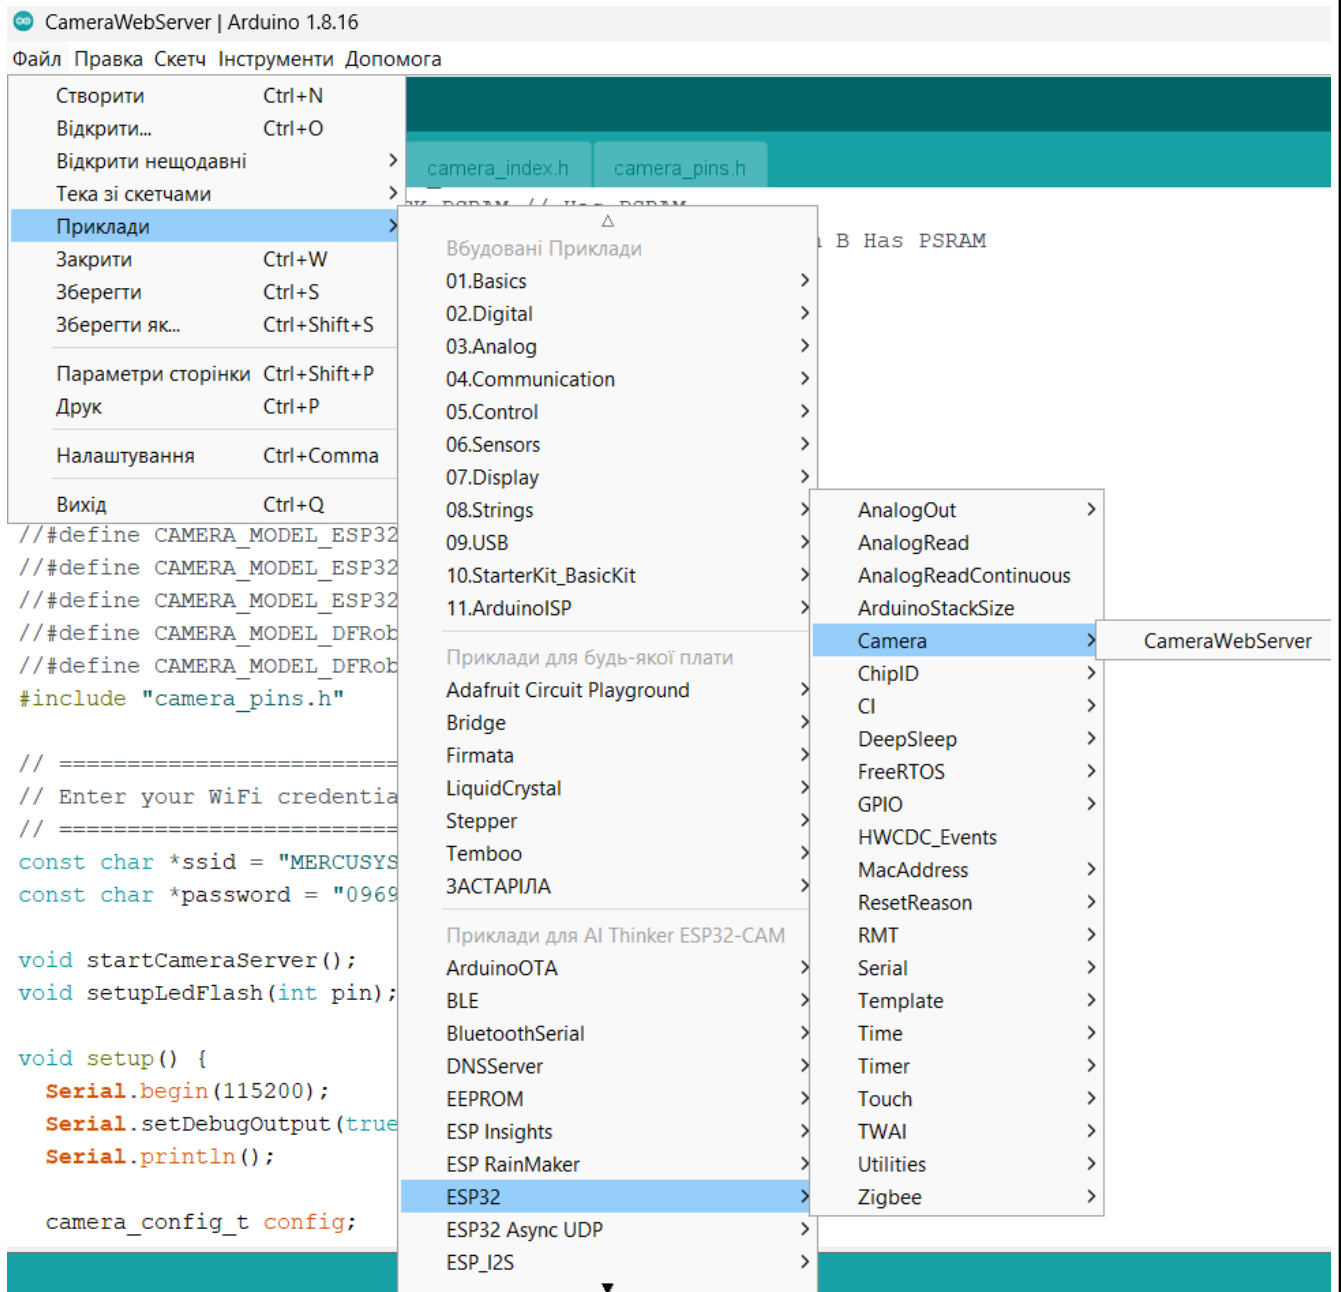 CameraWebServer | Arduino 1.8.16
Файл Правка Скетч Інструменти Допомога
Створити Ctrl+N
Відкрити... Ctrl+O
Відкрити нещодавні
Тека зі скетчами
Приклади
Закрити Ctrl+W
Зберегти Ctrl+S
Зберегти як... Ctrl+Shift+S
Параметри сторінки Ctrl+Shift+P
Друк Ctrl+P
Налаштування Ctrl+Comma
Вихід Ctrl+Q
camera_index.h camera_pins.h
PSRAM // Has PSRAM
B Has PSRAM
Вбудовані Приклади
01.Basics
02.Digital
03.Analog
04.Communication
05.Control
06.Sensors
07.Display
08.Strings
09.USB
10.StarterKit_BasicKit
11.ArduinoISP
Приклади для будь-якої плати
Adafruit Circuit Playground
Bridge
Firmata
LiquidCrystal
Stepper
Temboo
ЗАСТАРІЛА
Приклади для AI Thinker ESP32-CAM
ArduinoOTA
BLE
BluetoothSerial
DNSServer
EEPROM
ESP Insights
ESP RainMaker
ESP32
ESP32 Async UDP
ESP_I2S
AnalogOut
AnalogRead
AnalogReadContinuous
ArduinoStackSize
Camera
ChipID
CI
DeepSleep
FreeRTOS
GPIO
HWCDC_Events
MacAddress
ResetReason
RMT
Serial
Template
Time
Timer
Touch
TWAI
Utilities
Zigbee
CameraWebServer
//#define CAMERA_MODEL_ESP32
//#define CAMERA_MODEL_ESP32
//#define CAMERA_MODEL_ESP32
//#define CAMERA_MODEL_DFRob
//#define CAMERA_MODEL_DFRob
#include "camera_pins.h"
// =========================
// Enter your WiFi credentia
// =========================
const char *ssid = "MERCUSYS
const char *password = "0969
void startCameraServer();
void setupLedFlash(int pin);
void setup() {
Serial.begin(115200);
Serial.setDebugOutput(true
Serial.println();
camera_config_t config;